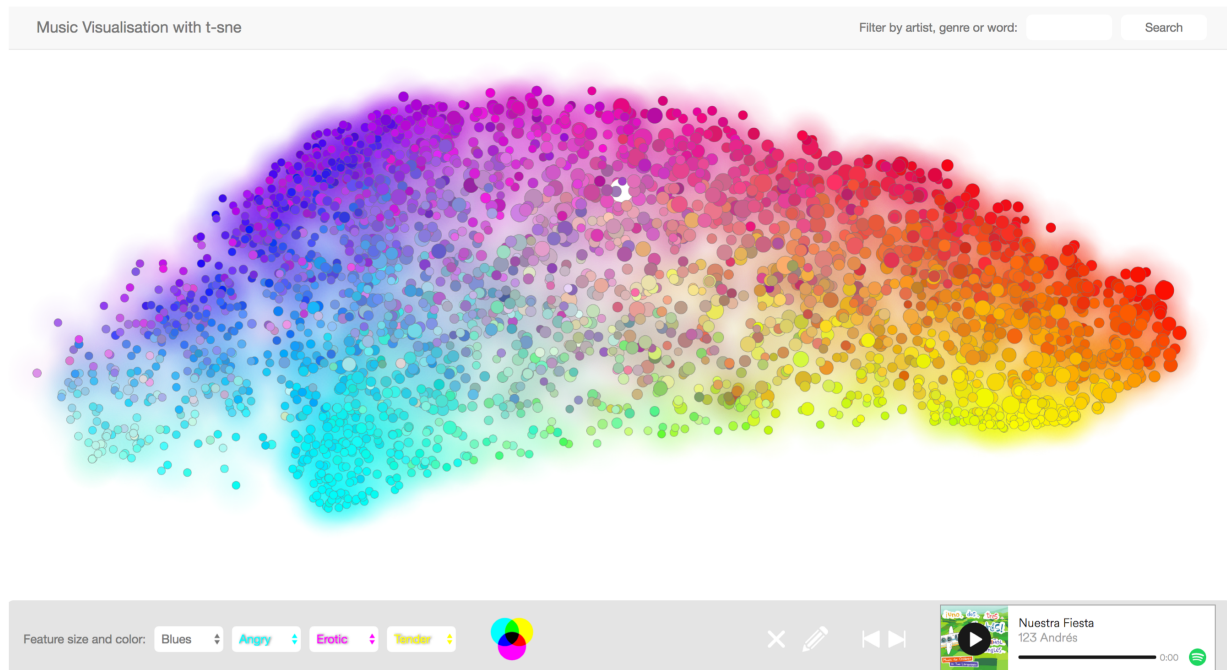 Music Visualisation with t-sne
Filter by artist, genre or word:
Search
Feature size and color:
Blues
Angry
Erotic
Tender
Nuestra Fiesta
123 Andrés
0:00